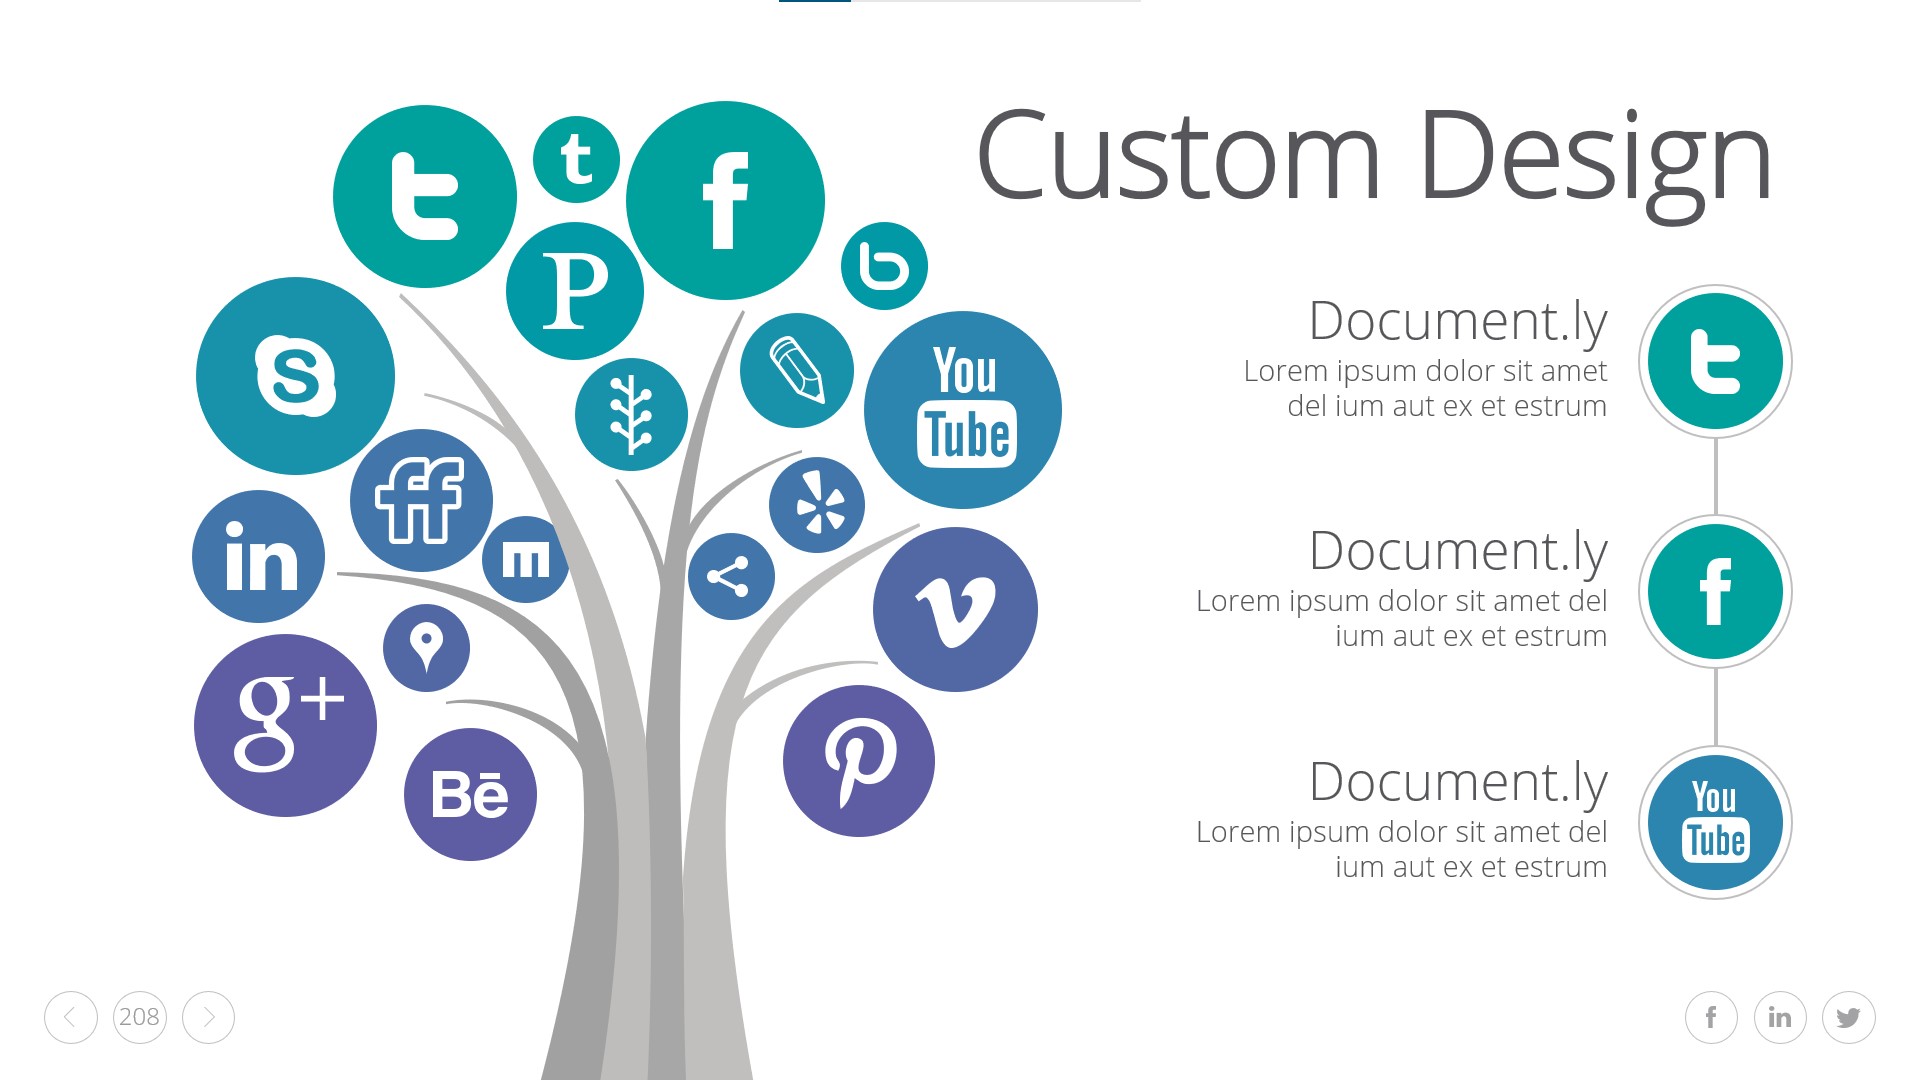 Custom Design
t
t
f
P
b
S
You
Tube
ff
in
m
g+
Bē
v
p
Document.ly
Lorem ipsum dolor sit amet
del ium aut ex et estrum
t
Document.ly
Lorem ipsum dolor sit amet del
ium aut ex et estrum
f
Document.ly
Lorem ipsum dolor sit amet del
ium aut ex et estrum
You
Tube
208
f
in